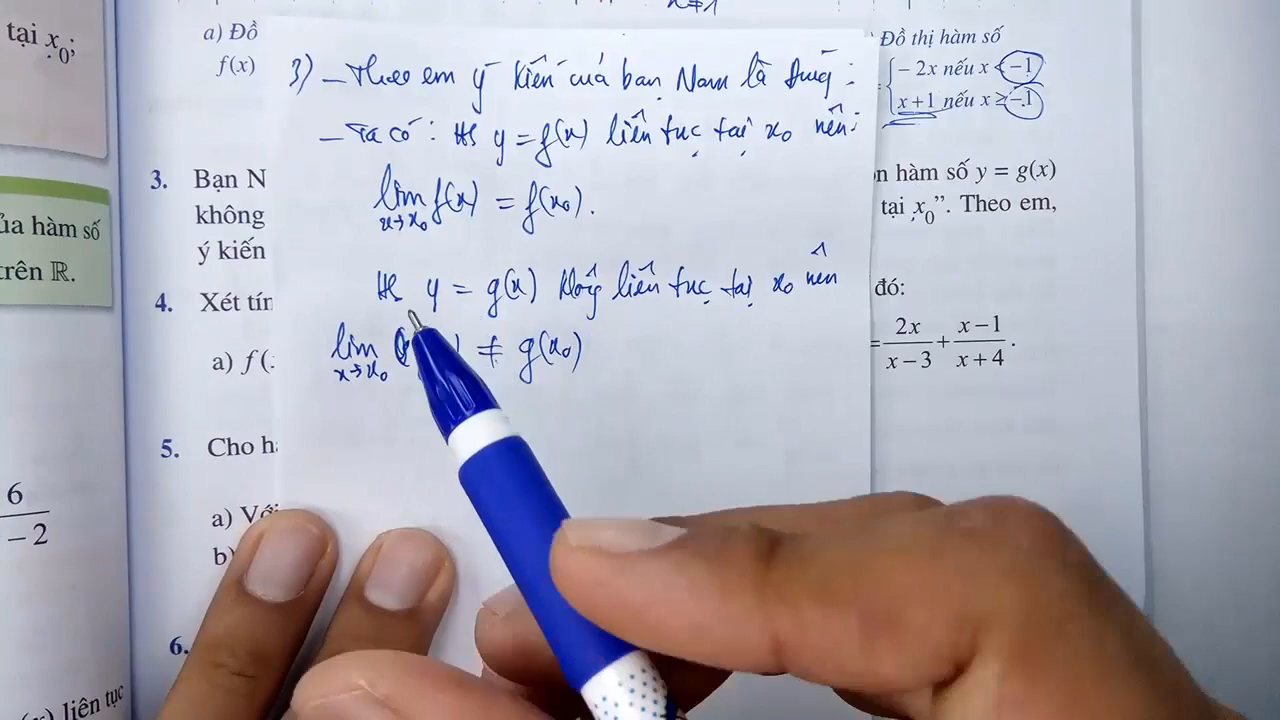 x→1
tại x₀;
a) Đồ
f(x)
Đồ thị hàm số
- 2x nếu x < -1
x + 1 nếu x ≥ -1
3) - Theo em ý kiến của bạn Nam là đúng:
- Ta có: Hs y = f(x) liên tục tại x₀ nên:
lim f(x) = f(x₀).
x→x₀
Hs y = g(x) không liên tục tại x₀ nên
lim ≠ g(x₀)
x→x₀
3. Bạn N
không
ý kiến
n hàm số y = g(x)
tại x₀”. Theo em,
4. Xét tín
đó:
a) f(
= 2x/(x – 3) + (x – 1)/(x + 4).
5. Cho h
a) Với
b)
6.
ủa hàm số
trên ℝ.
6
– 2
liên tục